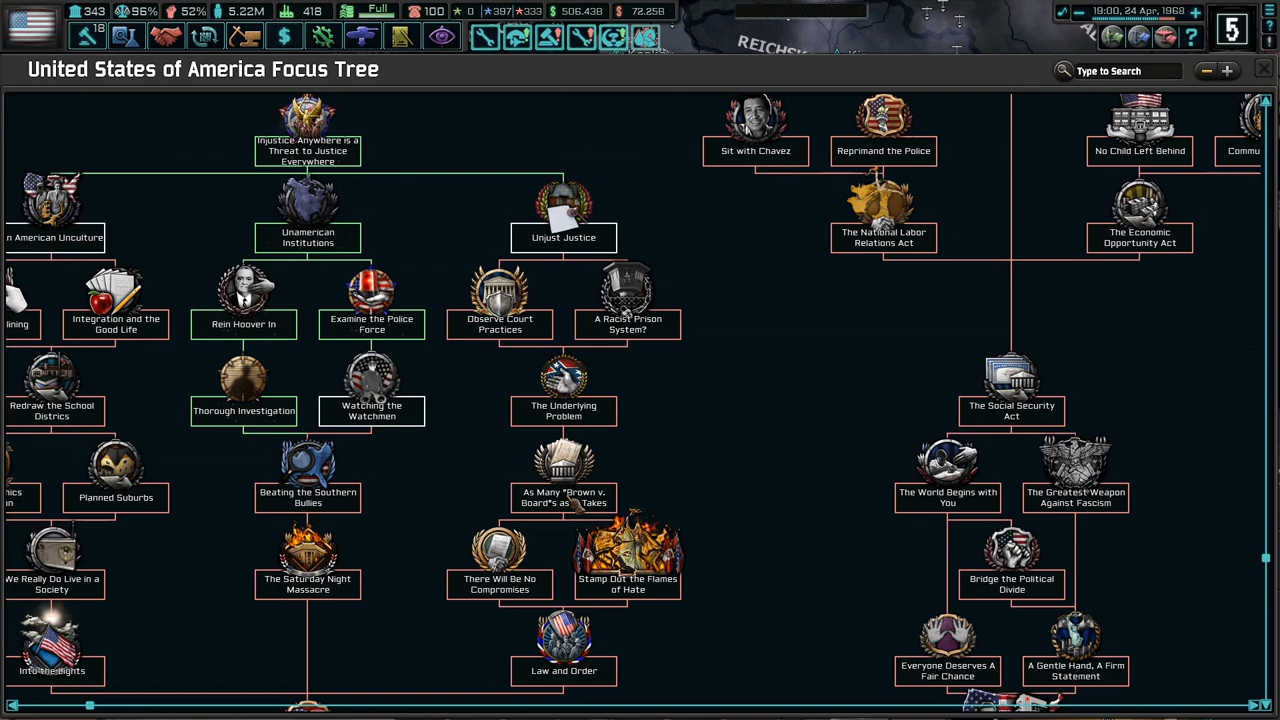 343 96% 52% 5.22M 418 Full 100 0 397 333 $ 506.43B $ 72.25B
18
19:00, 24 Apr, 1968
5
REICHSK
United States of America Focus Tree
Type to Search
Injustice Anywhere is a
Threat to Justice
Everywhere
Sit with Chavez
Reprimand the Police
No Child Left Behind
Commu
n American Unculture
Unamerican
Institutions
Unjust Justice
The National Labor
Relations Act
The Economic
Opportunity Act
lining
Integration and the
Good Life
Rein Hoover In
Examine the Police
Force
Observe Court
Practices
A Racist Prison
System?
Redraw the School
Districs
Thorough Investigation
Watching the
Watchmen
The Underlying
Problem
The Social Security
Act
hics
n
Planned Suburbs
Beating the Southern
Bullies
As Many "Brown v.
Board"s as it Takes
The World Begins with
You
The Greatest Weapon
Against Fascism
We Really Do Live in a
Society
The Saturday Night
Massacre
There Will Be No
Compromises
Stamp Out the Flames
of Hate
Bridge the Political
Divide
Into the Lights
Law and Order
Everyone Deserves A
Fair Chance
A Gentle Hand, A Firm
Statement